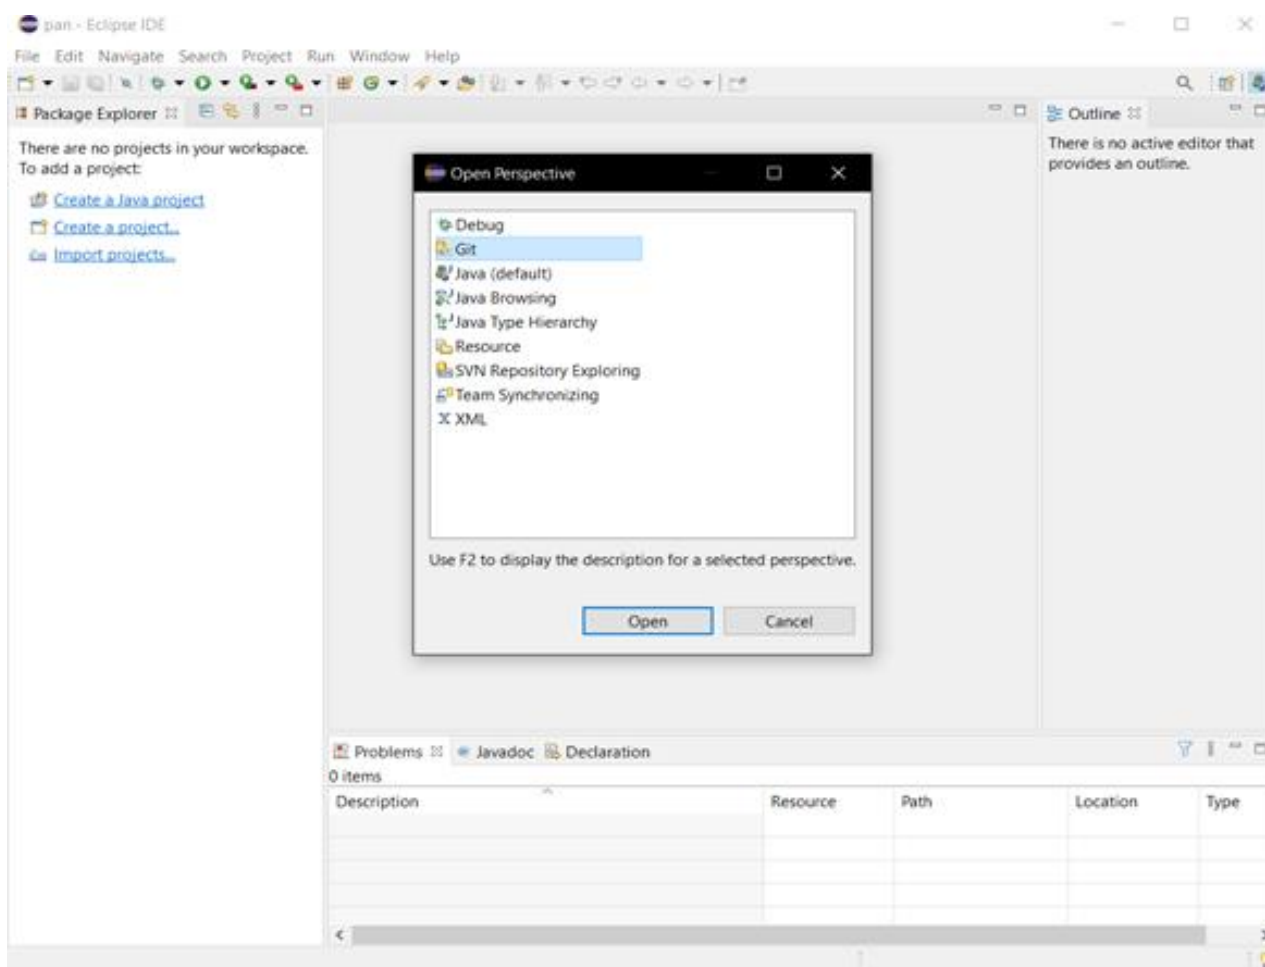 pan - Eclipse IDE
File Edit Navigate Search Project Run Window Help
Package Explorer
There are no projects in your workspace.
To add a project:
Create a Java project
Create a project...
Import projects...
Outline
There is no active editor that
provides an outline.
Open Perspective
Debug
Git
Java (default)
Java Browsing
Java Type Hierarchy
Resource
SVN Repository Exploring
Team Synchronizing
XML
Use F2 to display the description for a selected perspective.
Open Cancel
Problems Javadoc Declaration
0 items
Description Resource Path Location Type